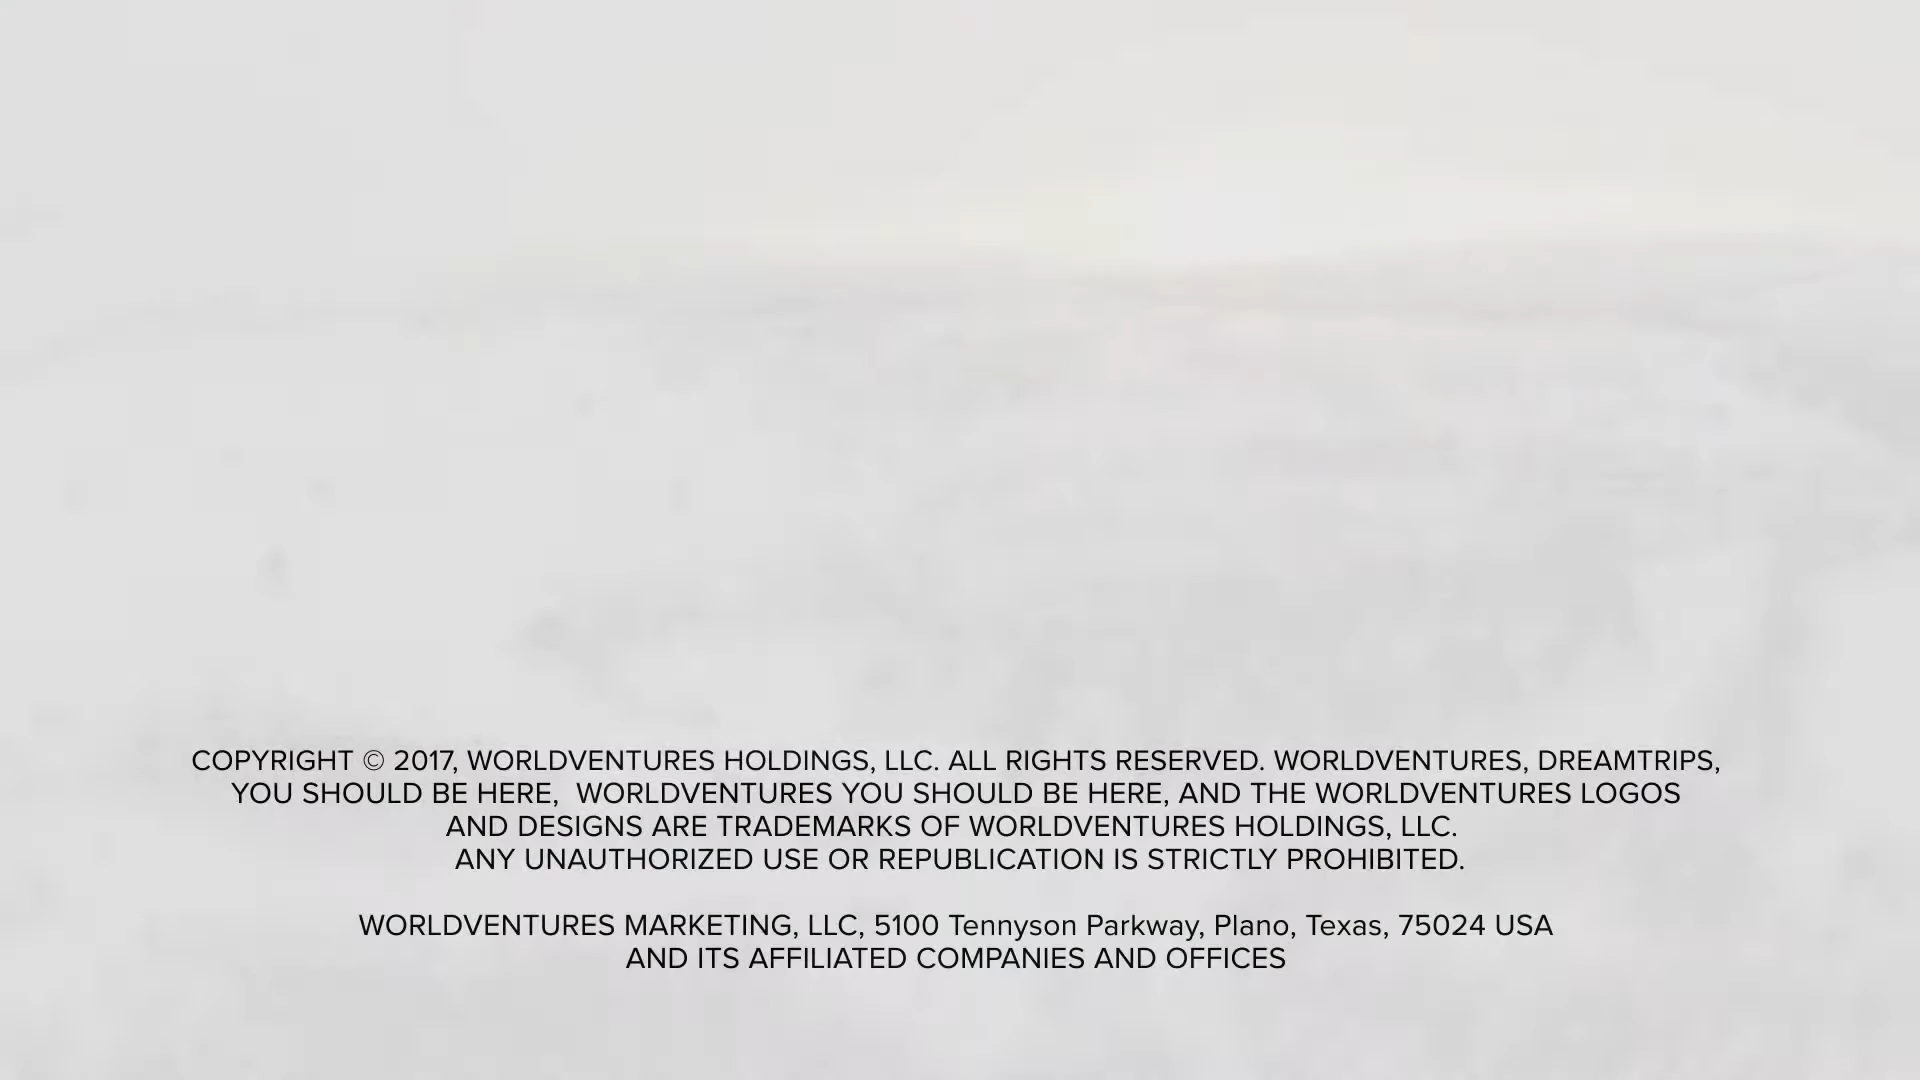 COPYRIGHT © 2017, WORLDVENTURES HOLDINGS, LLC. ALL RIGHTS RESERVED. WORLDVENTURES, DREAMTRIPS,
YOU SHOULD BE HERE,  WORLDVENTURES YOU SHOULD BE HERE, AND THE WORLDVENTURES LOGOS
AND DESIGNS ARE TRADEMARKS OF WORLDVENTURES HOLDINGS, LLC.
ANY UNAUTHORIZED USE OR REPUBLICATION IS STRICTLY PROHIBITED.
WORLDVENTURES MARKETING, LLC, 5100 Tennyson Parkway, Plano, Texas, 75024 USA
AND ITS AFFILIATED COMPANIES AND OFFICES